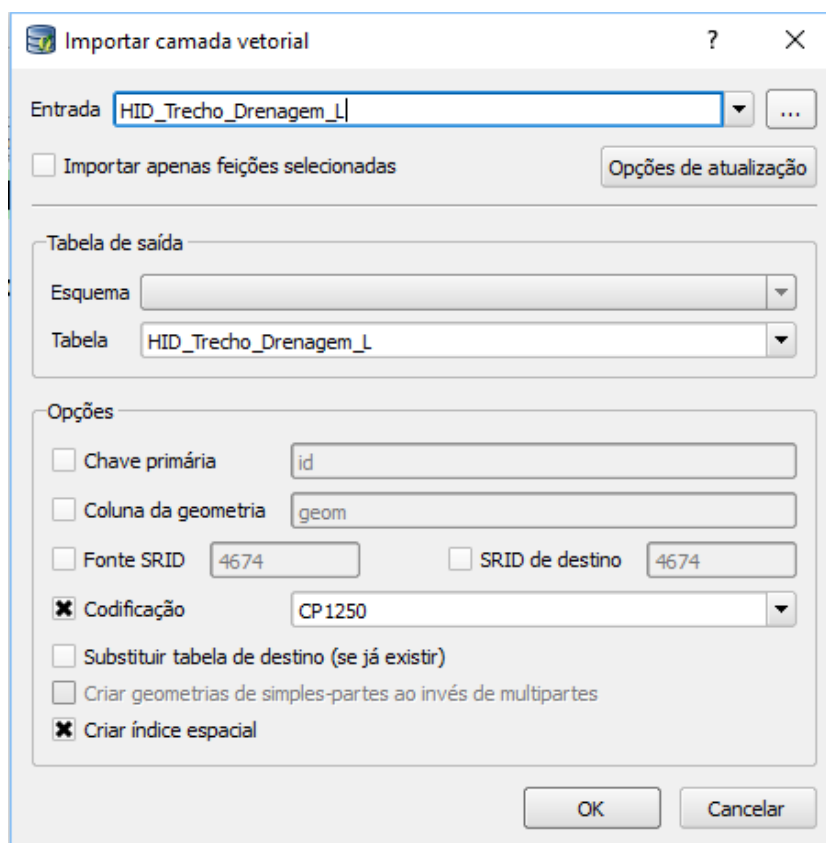 Importar camada vetorial ?
Entrada HID_Trecho_Drenagem_L ...
Importar apenas feições selecionadas Opções de atualização
Tabela de saída
Esquema
Tabela HID_Trecho_Drenagem_L
Opções
Chave primária id
Coluna da geometria geom
Fonte SRID 4674 SRID de destino 4674
Codificação CP1250
Substituir tabela de destino (se já existir)
Criar geometrias de simples-partes ao invés de multipartes
Criar índice espacial
OK Cancelar